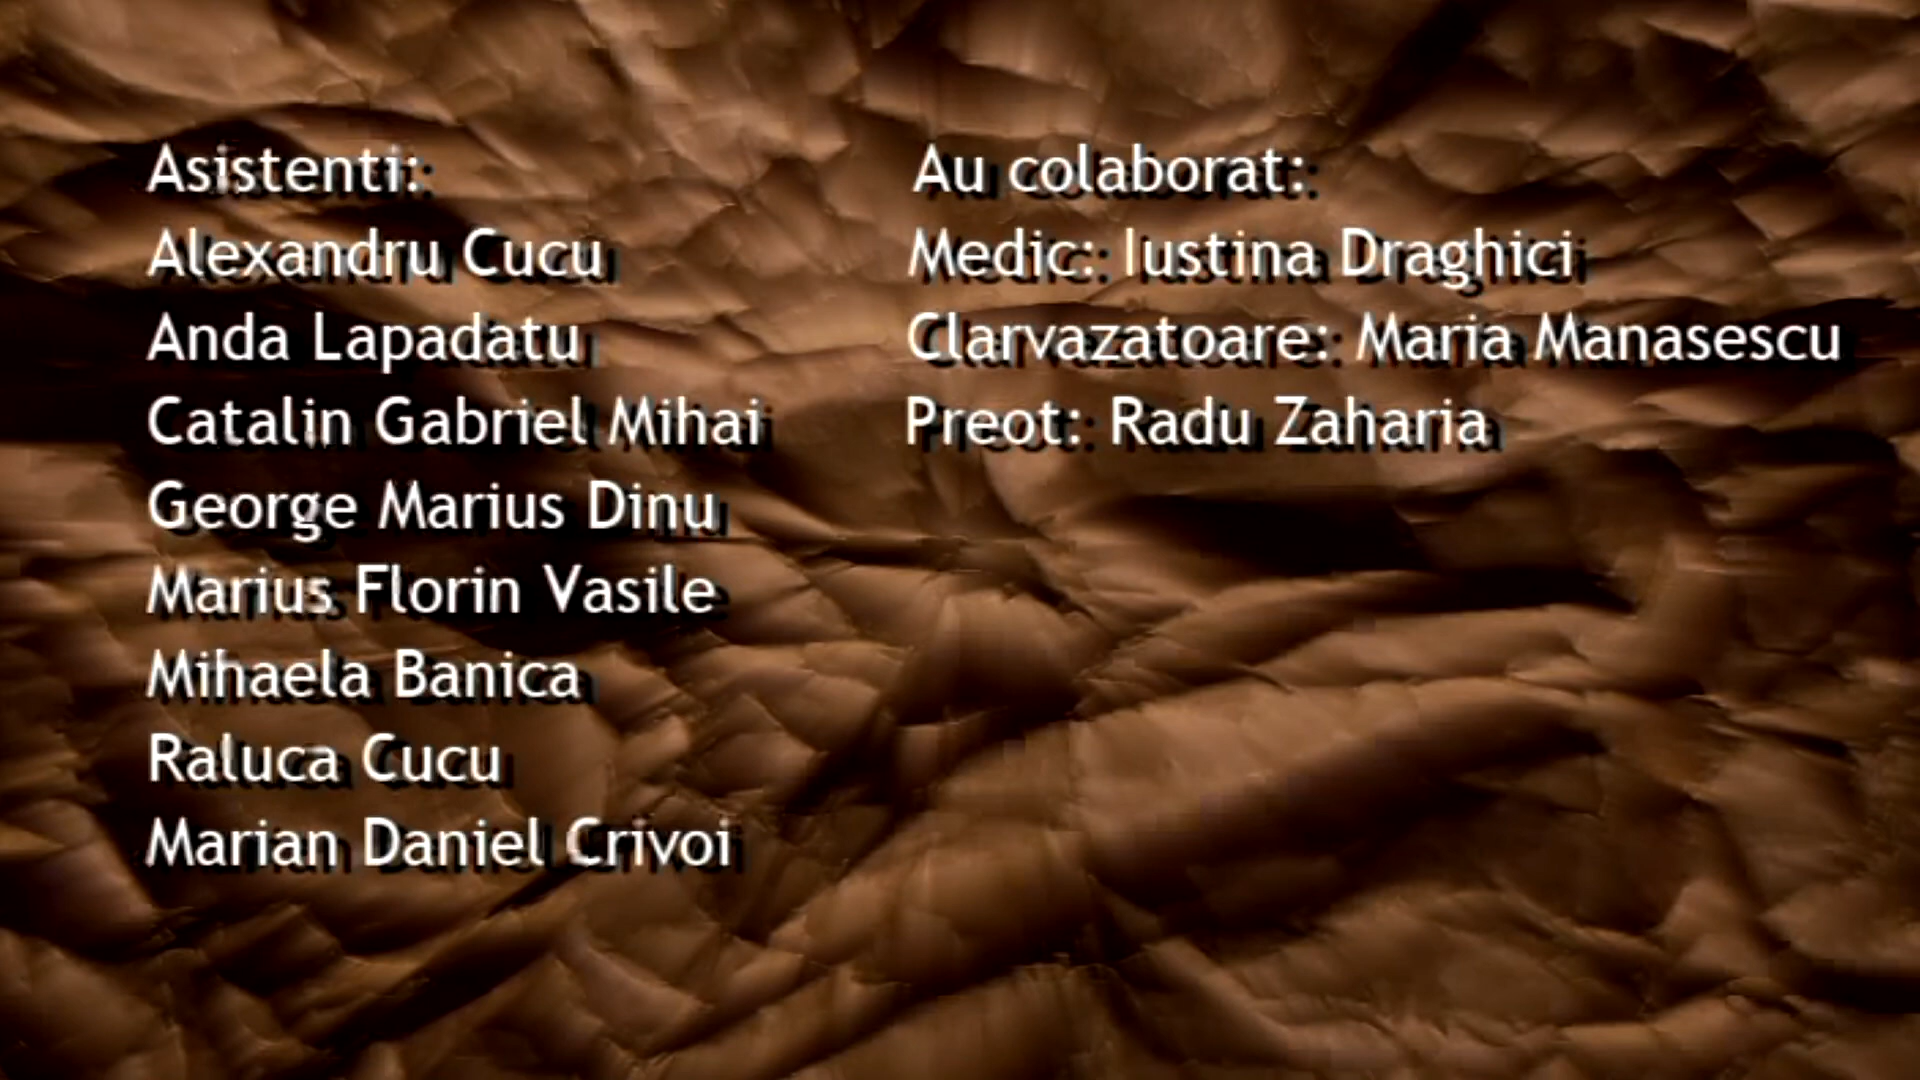 Asistenti:
Alexandru Cucu
Anda Lapadatu
Catalin Gabriel Mihai
George Marius Dinu
Marius Florin Vasile
Mihaela Banica
Raluca Cucu
Marian Daniel Crivoi
Au colaborat:
Medic: Iustina Draghici
Clarvazatoare: Maria Manasescu
Preot: Radu Zaharia